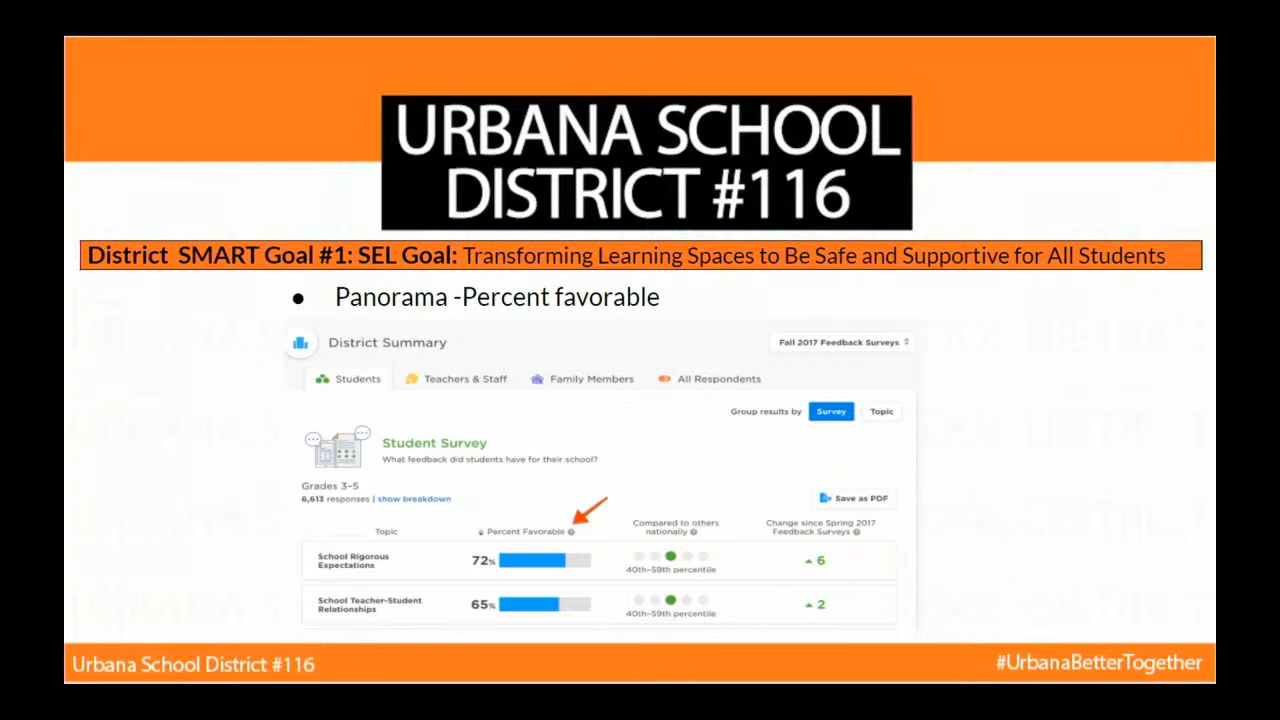 URBANA SCHOOL
DISTRICT #116
District SMART Goal #1: SEL Goal: Transforming Learning Spaces to Be Safe and Supportive for All Students
● Panorama -Percent favorable
District Summary
Fall 2017 Feedback Surveys
Students Teachers & Staff Family Members All Respondents
Group results by Survey Topic
Student Survey
What feedback did students have for their school?
Grades 3–5
6,613 responses | show breakdown
Save as PDF
Topic
Percent Favorable
Compared to others
nationally
Change since Spring 2017
Feedback Surveys
School Rigorous
Expectations
72%
40th–59th percentile
6
School Teacher-Student
Relationships
65%
40th–59th percentile
2
Urbana School District #116
#UrbanaBetterTogether